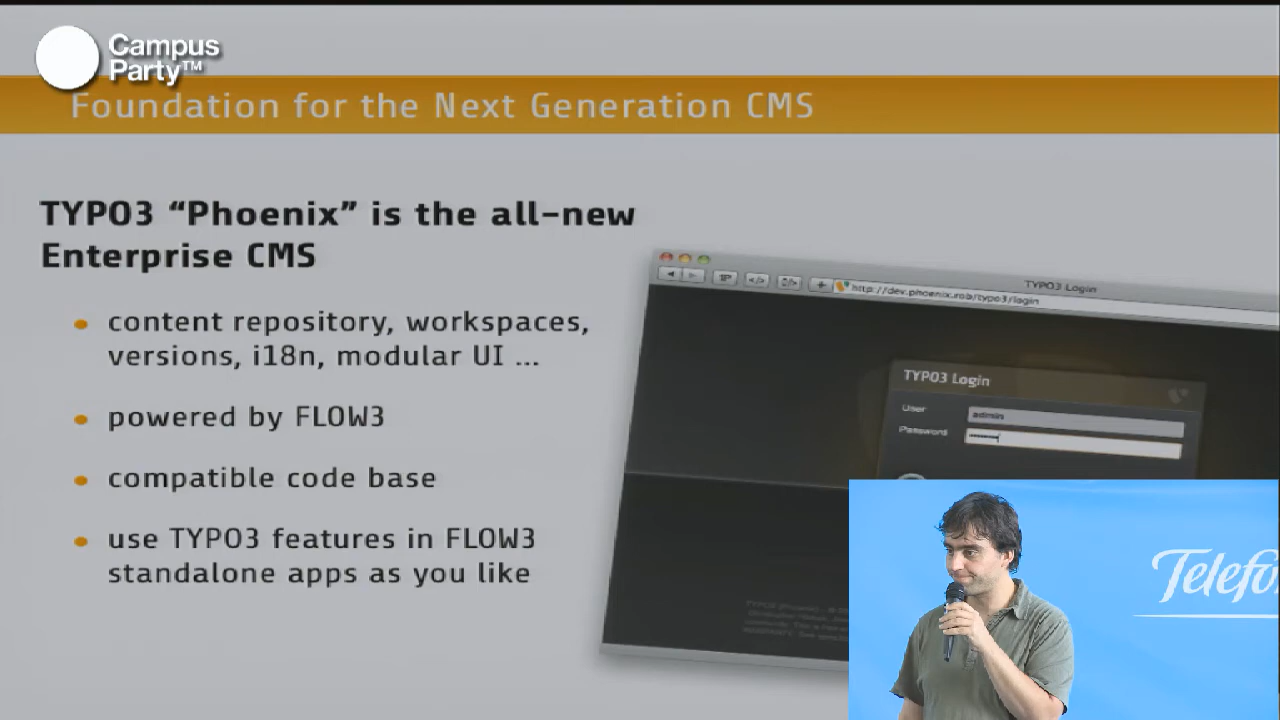 Campus
Party™
Foundation for the Next Generation CMS
TYPO3 “Phoenix” is the all-new
Enterprise CMS
content repository, workspaces,
versions, i18n, modular UI ...
powered by FLOW3
compatible code base
use TYPO3 features in FLOW3
standalone apps as you like
TYPO3 Login
http://dev.phoenix.rob/typo3/login
TYPO3 Login
User
admin
Password
Telefo